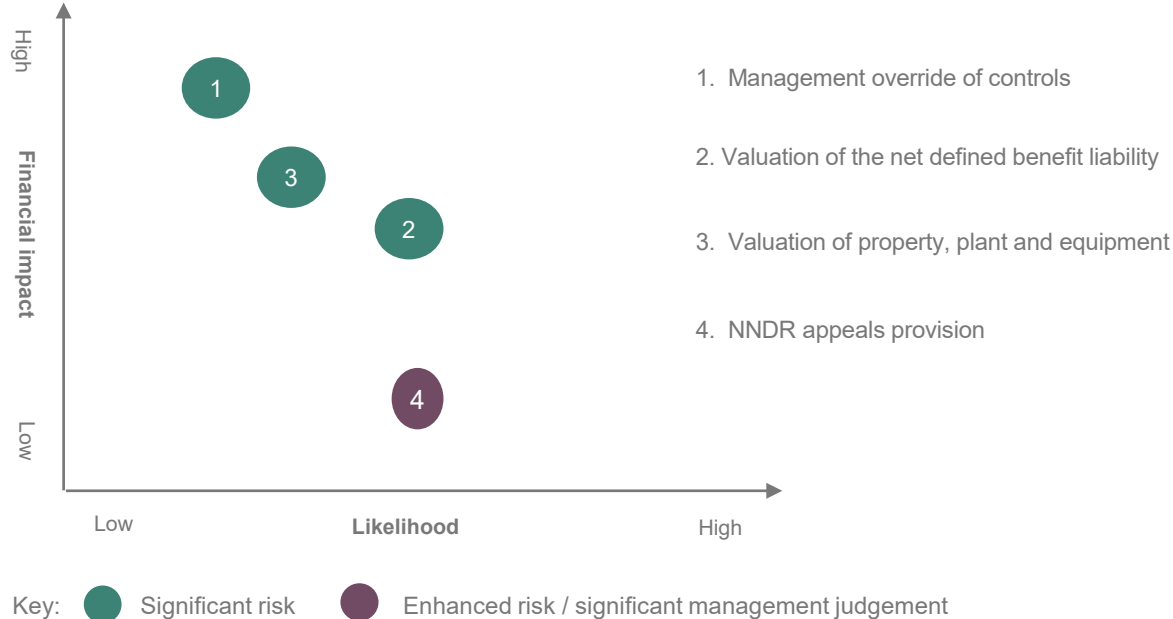 High
Financial impact
Low
1
3
2
4
Low
Likelihood
High
1. Management override of controls
2. Valuation of the net defined benefit liability
3. Valuation of property, plant and equipment
4. NNDR appeals provision
Key:
Significant risk
Enhanced risk / significant management judgement